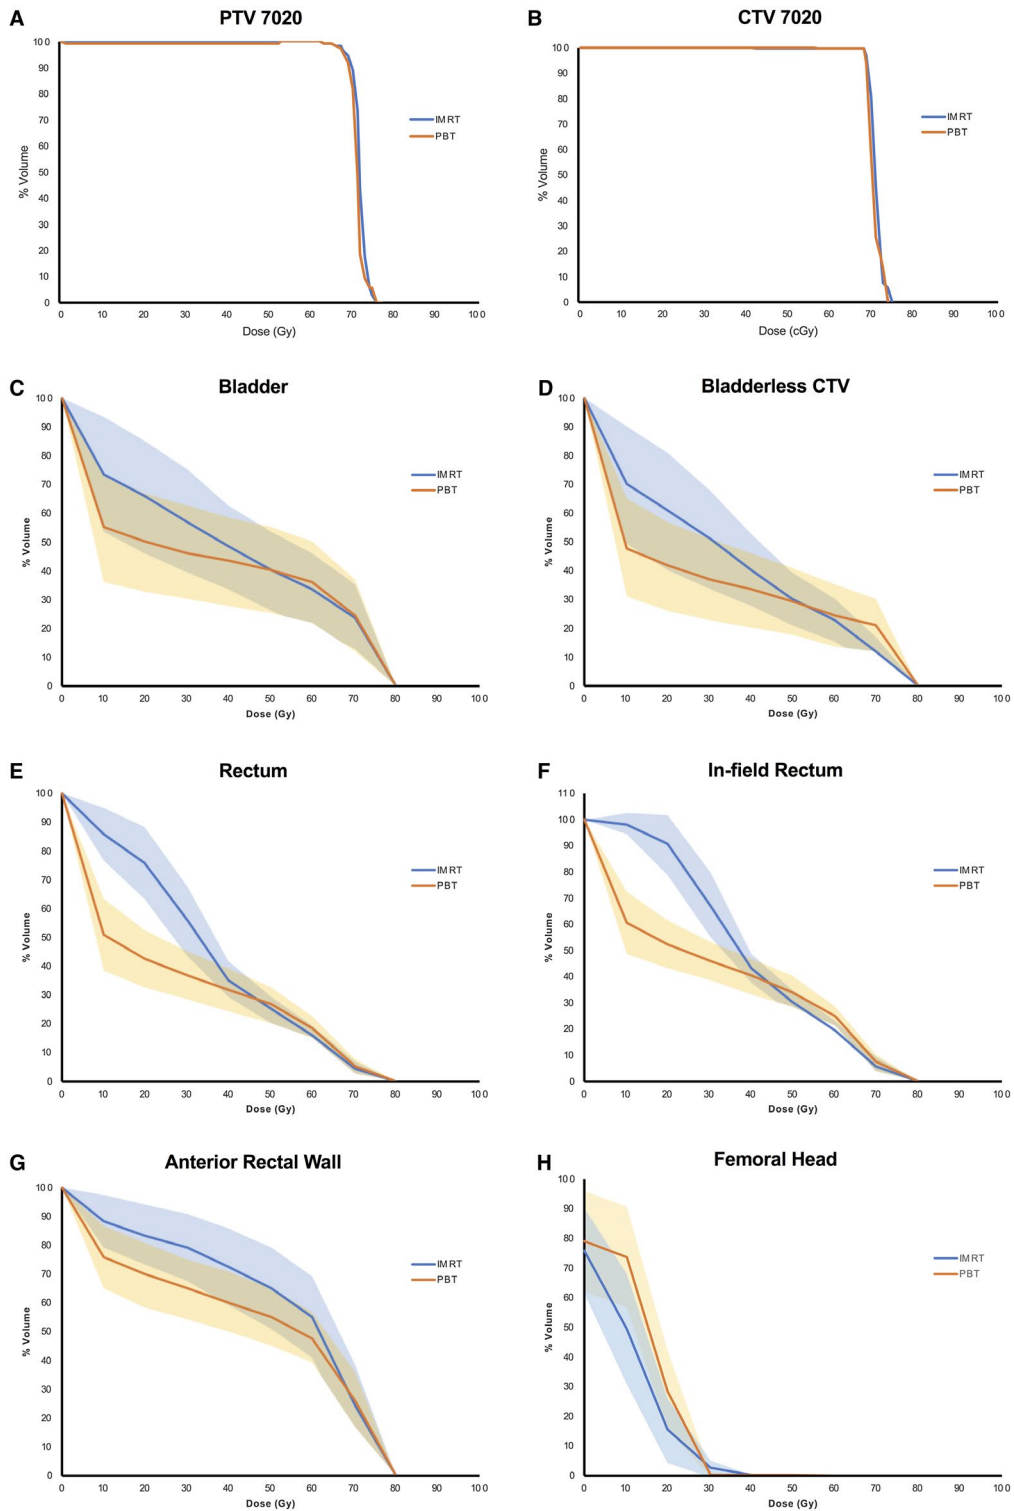 A
PTV 7020
100
90
80
70
60
50
40
30
20
10
0
% Volume
IMRT
PBT
0 10 20 30 40 50 60 70 80 90 100
Dose (Gy)
B
CTV 7020
100
90
80
70
60
50
40
30
20
10
0
% Volume
IMRT
PBT
0 10 20 30 40 50 60 70 80 90 100
Dose (cGy)
C
Bladder
100
90
80
70
60
50
40
30
20
10
0
% Volume
IMRT
PBT
0 10 20 30 40 50 60 70 80 90 100
Dose (Gy)
D
Bladderless CTV
100
90
80
70
60
50
40
30
20
10
0
% Volume
IMRT
PBT
0 10 20 30 40 50 60 70 80 90 100
Dose (Gy)
E
Rectum
100
90
80
70
60
50
40
30
20
10
0
% Volume
IMRT
PBT
0 10 20 30 40 50 60 70 80 90 100
Dose (Gy)
F
In-field Rectum
110
100
90
80
70
60
50
40
30
20
10
0
% Volume
IMRT
PBT
0 10 20 30 40 50 60 70 80 90 100
Dose (Gy)
G
Anterior Rectal Wall
100
90
80
70
60
50
40
30
20
10
0
% Volume
IMRT
PBT
0 10 20 30 40 50 60 70 80 90 100
Dose (Gy)
H
Femoral Head
100
90
80
70
60
50
40
30
20
10
0
% Volume
IMRT
PBT
0 10 20 30 40 50 60 70 80 90 100
Dose (Gy)